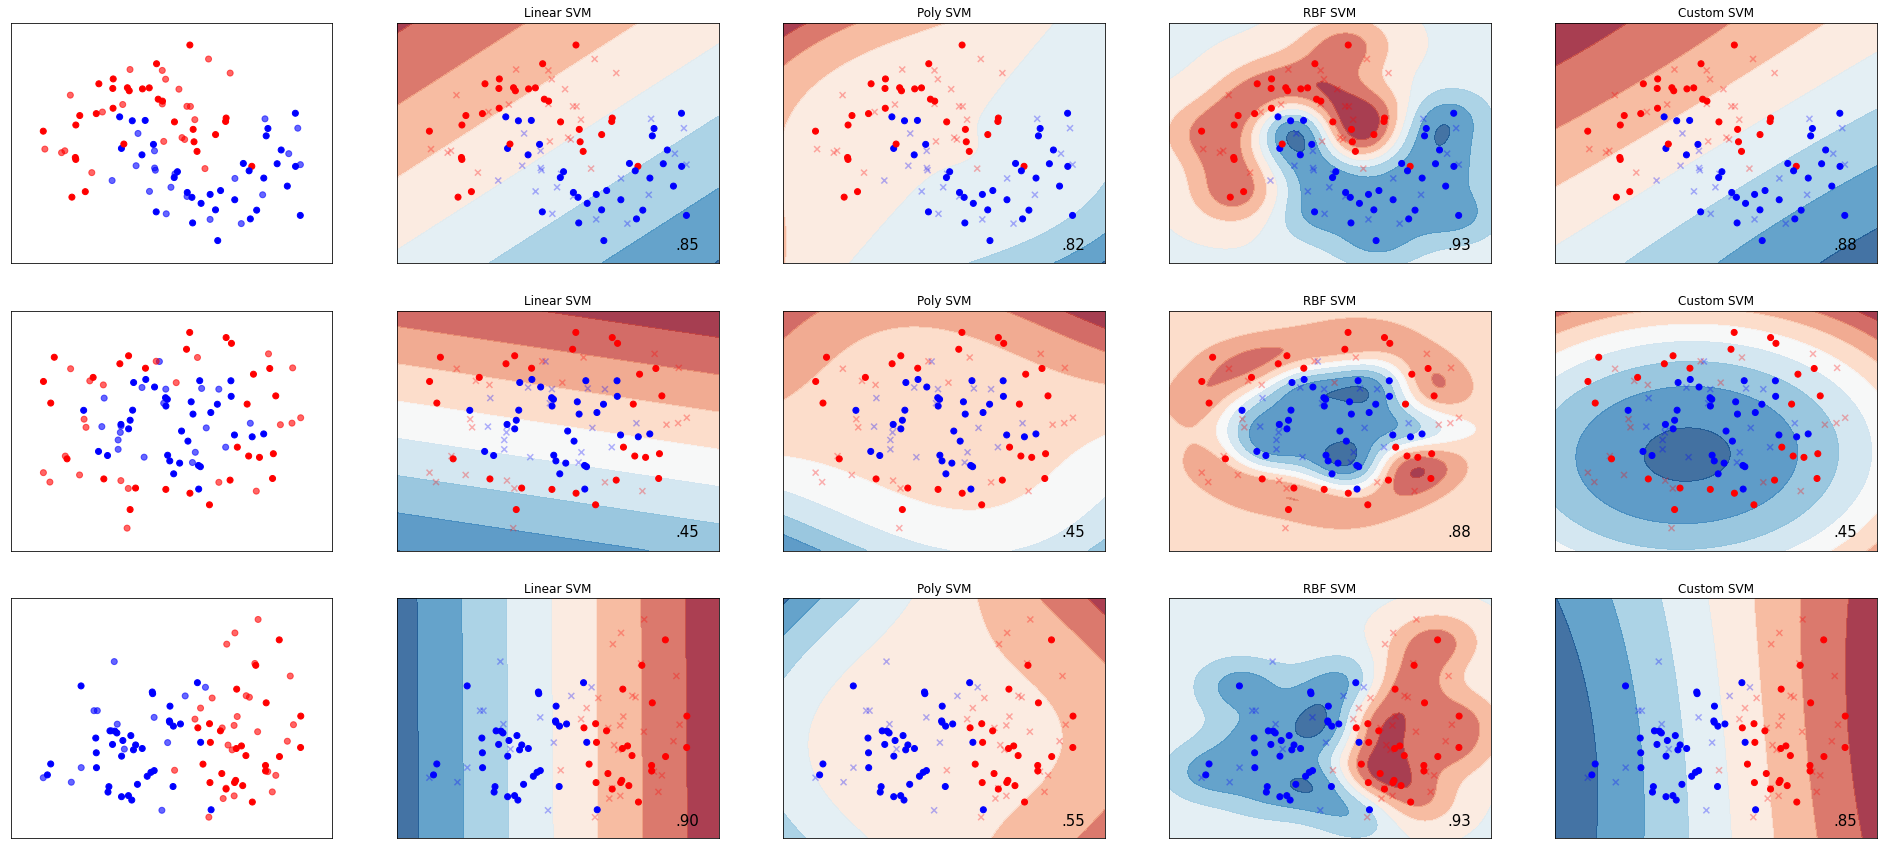 Linear SVM
Poly SVM
RBF SVM
Custom SVM
.85
.82
.93
.88
Linear SVM
Poly SVM
RBF SVM
Custom SVM
.45
.45
.88
.45
Linear SVM
Poly SVM
RBF SVM
Custom SVM
.90
.55
.93
.85